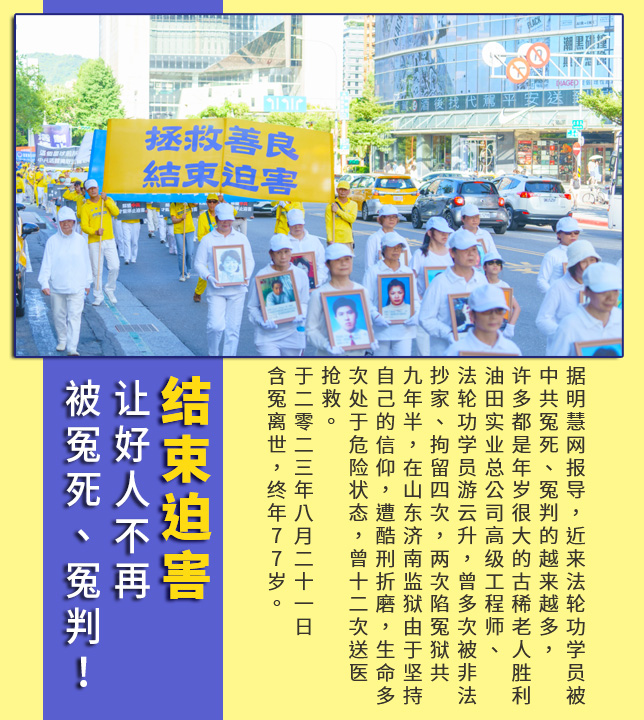 拯救善良
結束迫害
据明慧网报导，近来法轮功学员被
中共冤死、冤判的越来越多，
许多都是年岁很大的古稀老人胜利
油田实业总公司高级工程师、
法轮功学员游云升，曾多次被非法
抄家、拘留四次，两次陷冤狱共
九年半，在山东济南监狱由于坚持
自己的信仰，遭酷刑折磨，生命多
次处于危险状态，曾十二次送医
抢救。
于二零二三年八月二十一日
含冤离世，终年77岁。
结束迫害
让好人不再
被冤死、冤判！